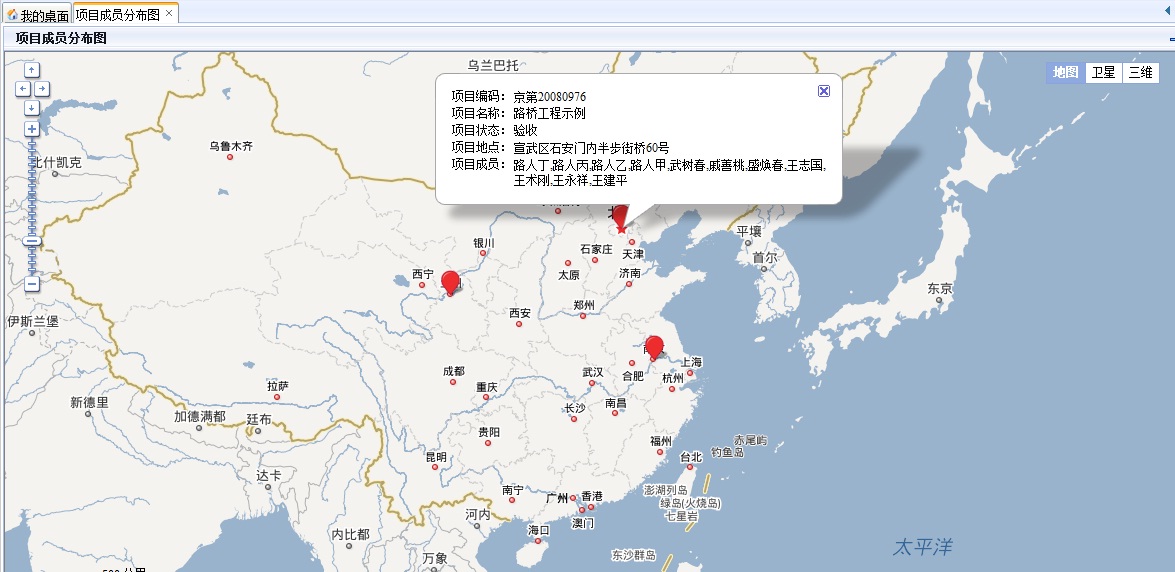 我的桌面
项目成员分布图
项目成员分布图
地图
卫星
三维
项目编码：京第20080976
项目名称：路桥工程示例
项目状态：验收
项目地点：宣武区石安门内半步街桥60号
项目成员：路人丁,路人丙,路人乙,路人甲,武树春,戚善桃,盛焕春,王志国,
王术刚,王永祥,王建平
乌兰巴托
乌鲁木齐
比什凯克
平壤
首尔
银川
石家庄
天津
太原
济南
西宁
东京
西安
郑州
伊斯兰堡
上海
成都
武汉
合肥
杭州
拉萨
重庆
新德里
长沙
南昌
加德满都
廷布
贵阳
福州
赤尾屿
钓鱼岛
昆明
台北
达卡
南宁
广州
香港
澎湖列岛
绿岛(火烧岛)
七星岩
河内
澳门
海口
内比都
太平洋
万象
东沙群岛